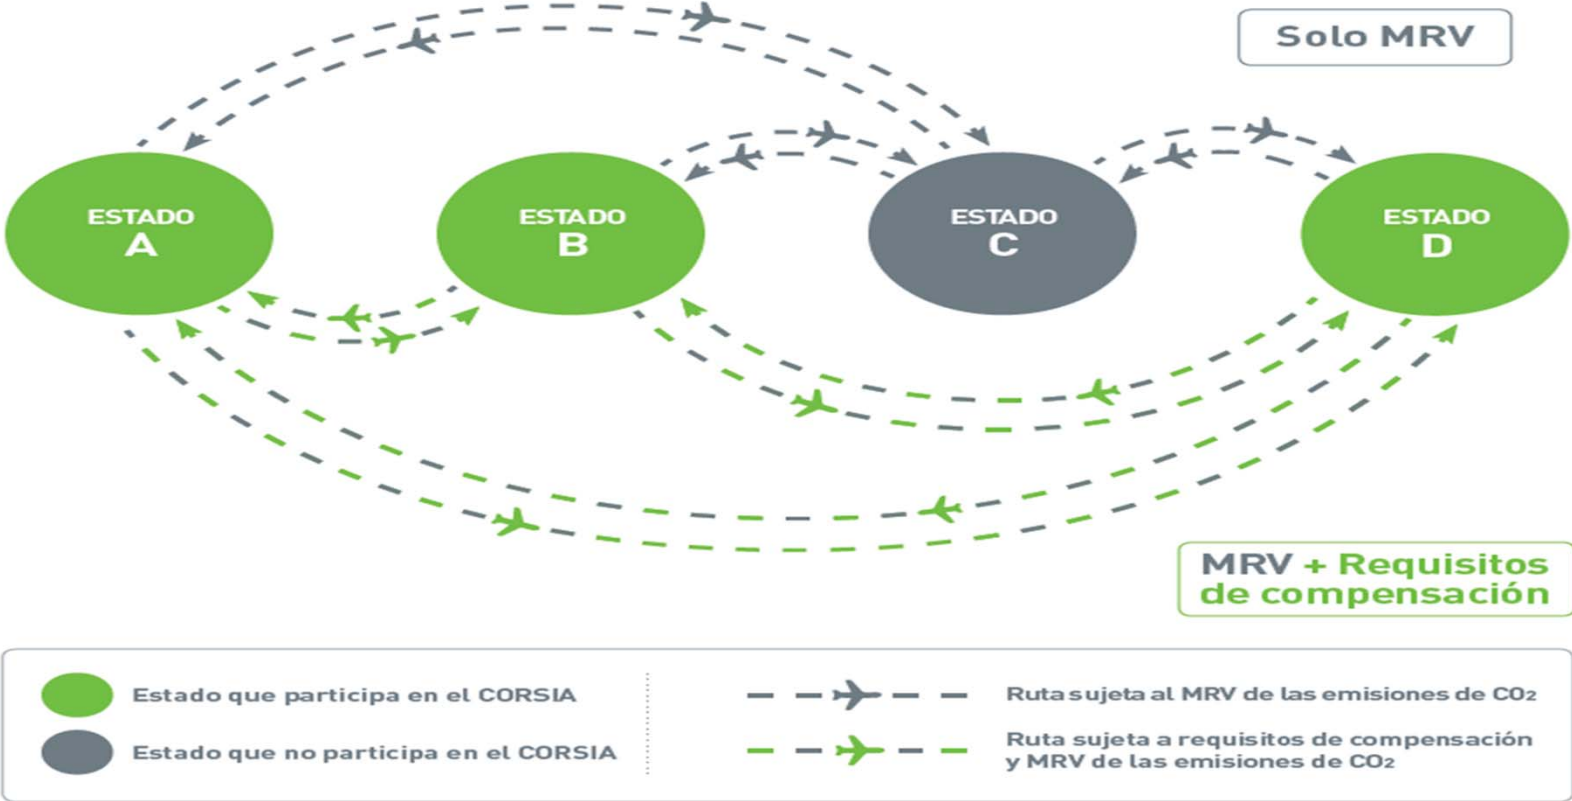 Solo MRV
ESTADO
A
ESTADO
B
ESTADO
C
ESTADO
D
MRV + Requisitos
de compensación
Estado que participa en el CORSIA
Estado que no participa en el CORSIA
Ruta sujeta al MRV de las emisiones de CO₂
Ruta sujeta a requisitos de compensación
y MRV de las emisiones de CO₂